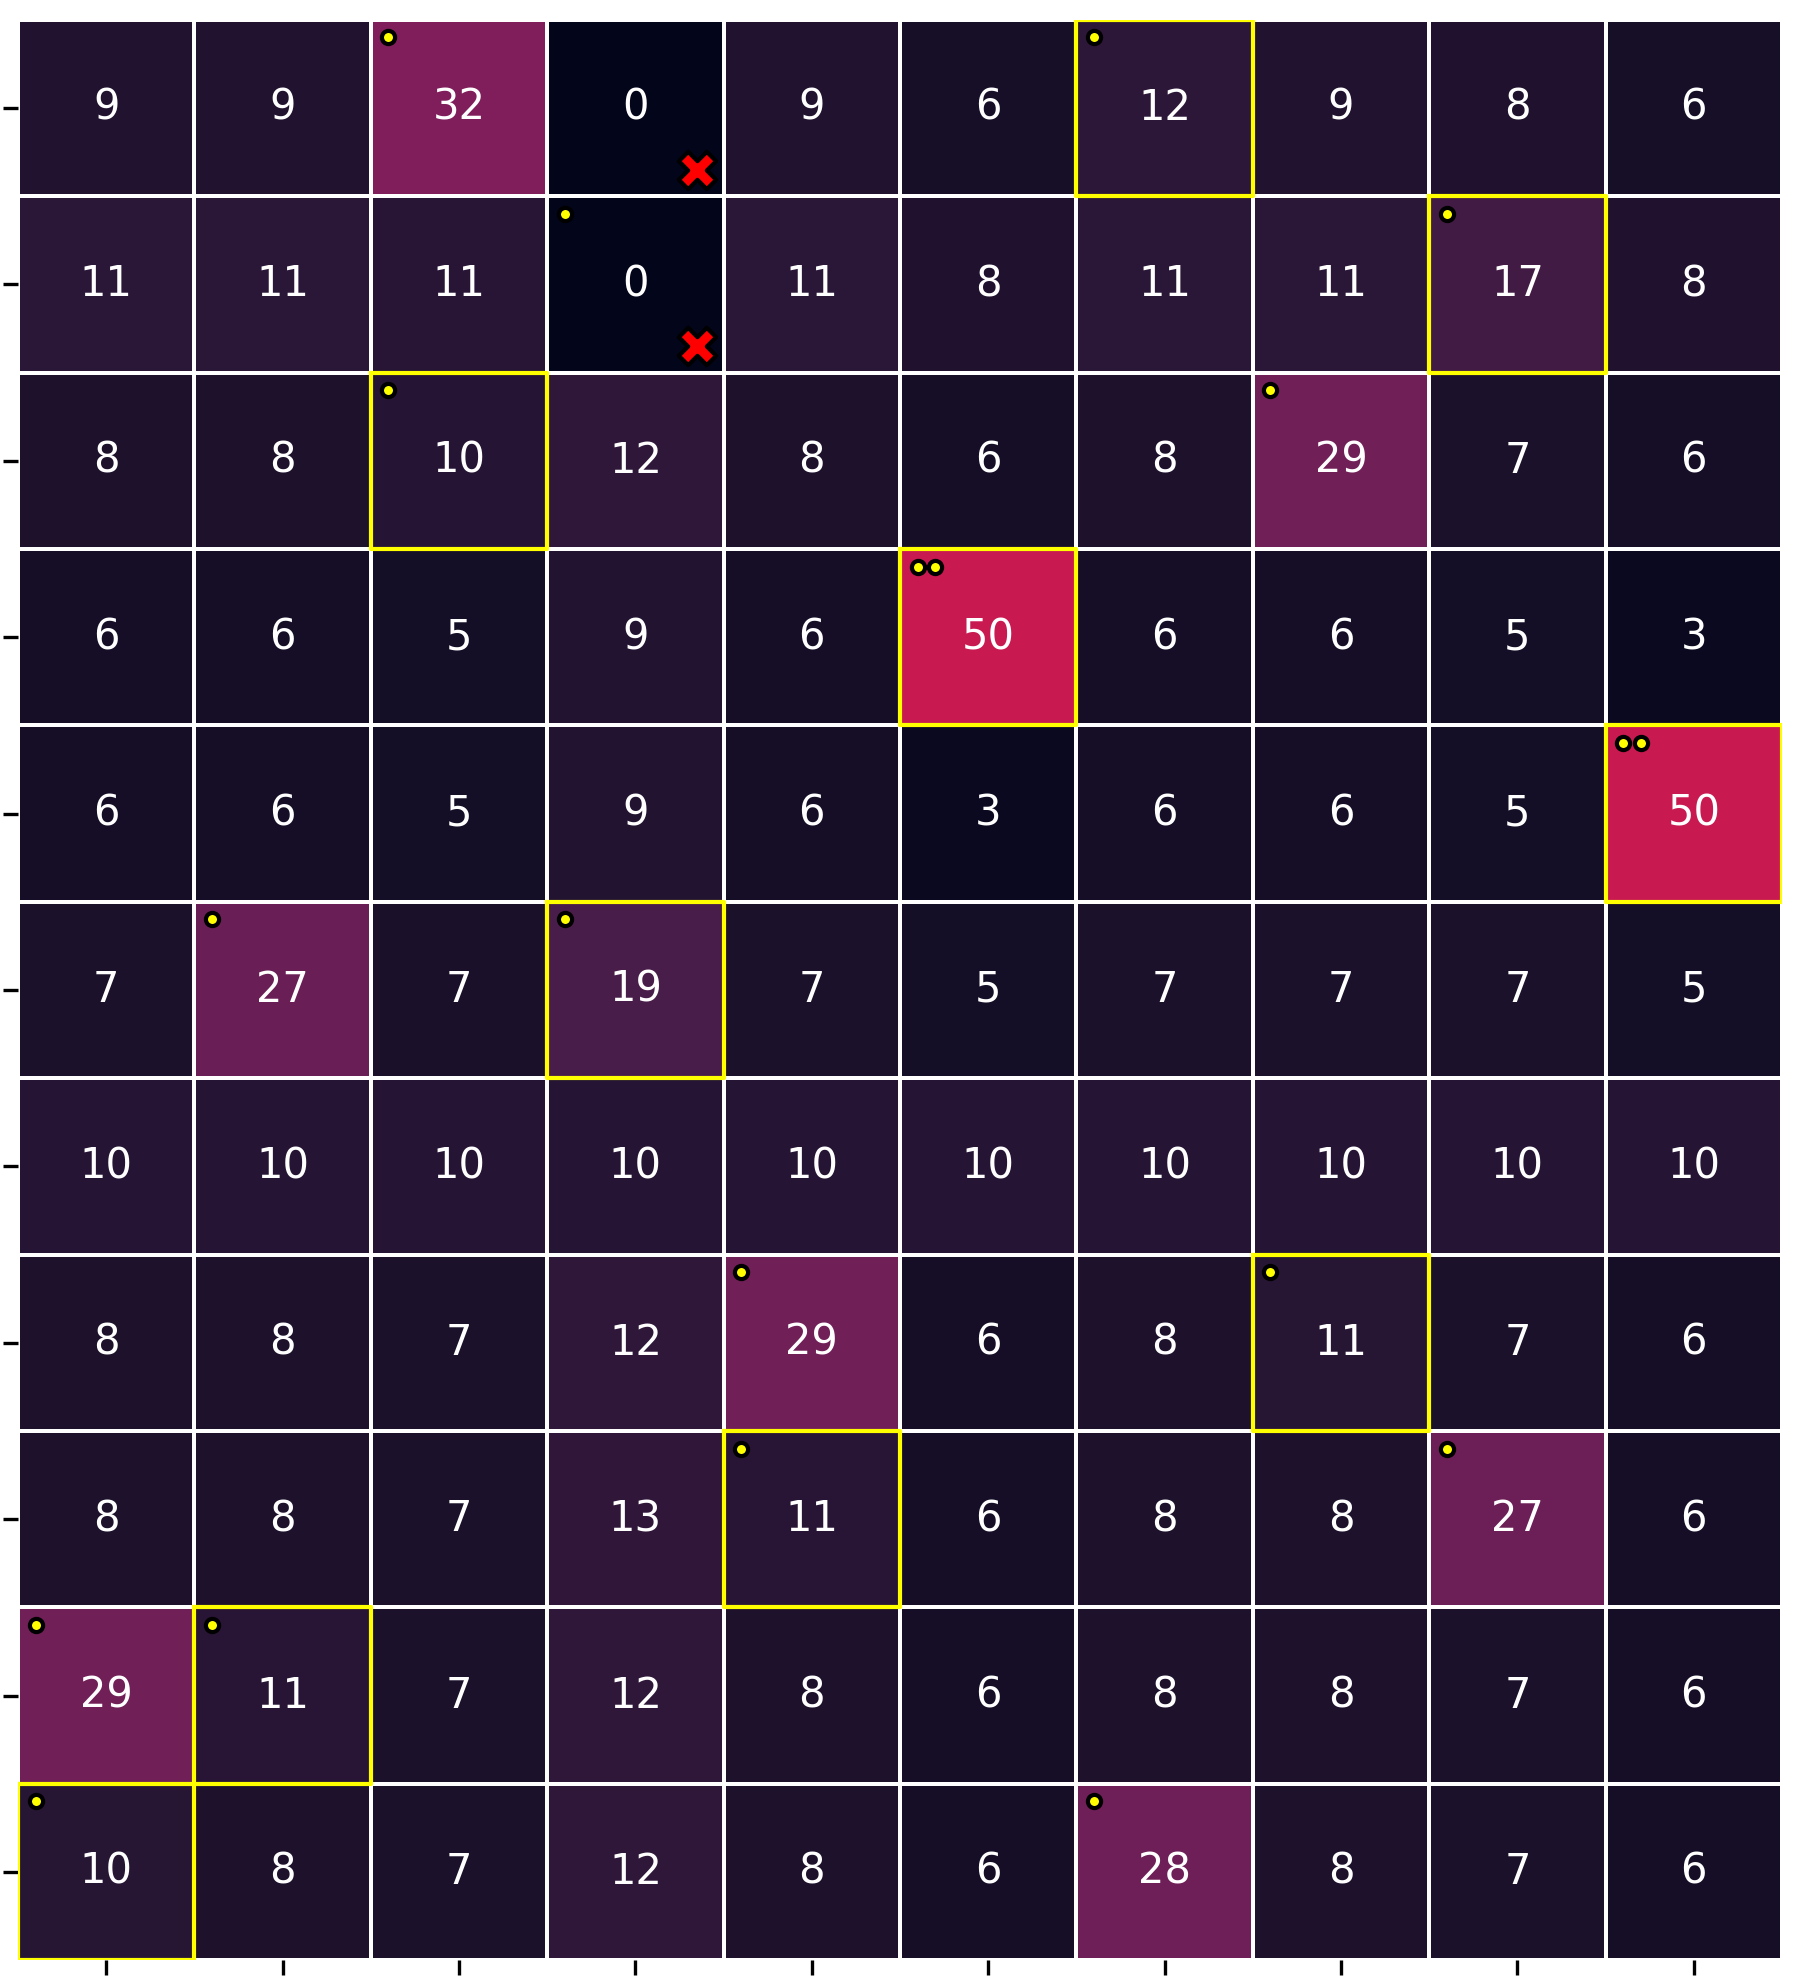 9 9 32 0 9 6 12 9 8 6
11 11 11 0 11 8 11 11 17 8
8 8 10 12 8 6 8 29 7 6
6 6 5 9 6 50 6 6 5 3
6 6 5 9 6 3 6 6 5 50
7 27 7 19 7 5 7 7 7 5
10 10 10 10 10 10 10 10 10 10
8 8 7 12 29 6 8 11 7 6
8 8 7 13 11 6 8 8 27 6
29 11 7 12 8 6 8 8 7 6
10 8 7 12 8 6 28 8 7 6